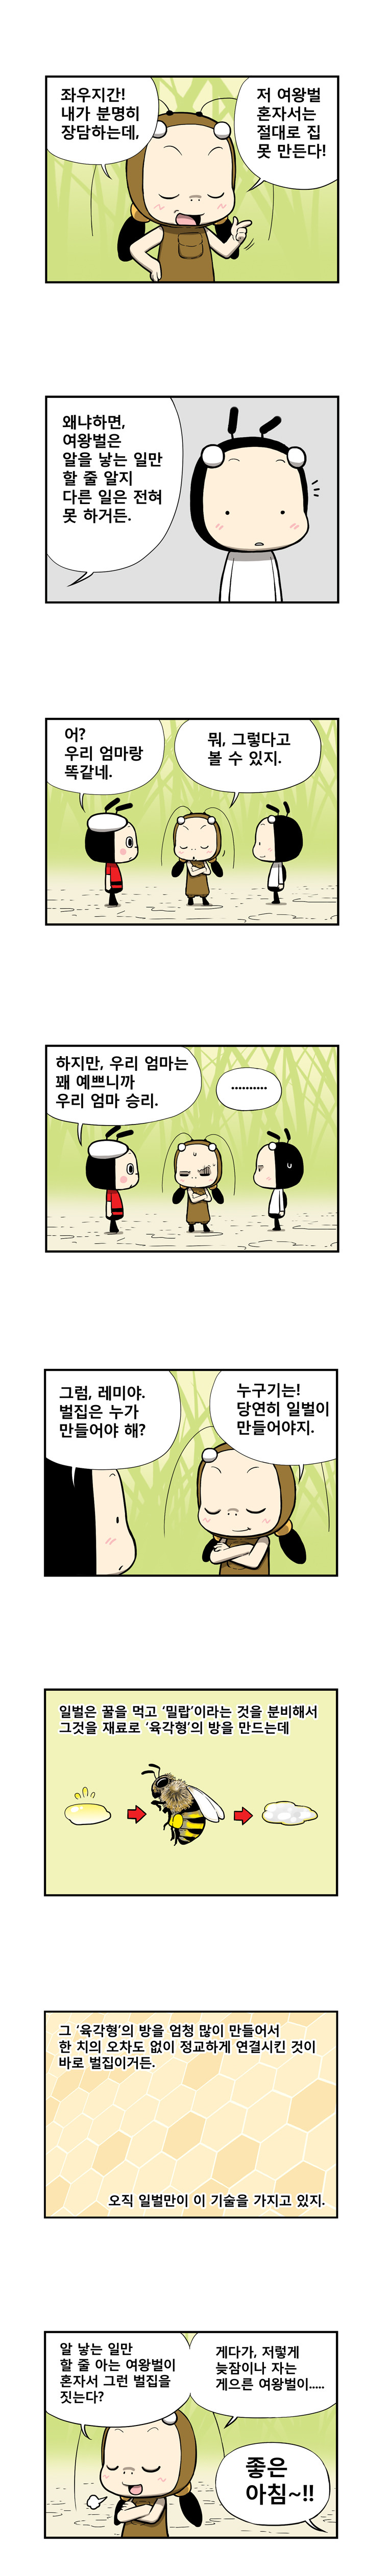 좌우지간!
내가 분명히
장담하는데,
저 여왕벌
혼자서는
절대로 집
못 만든다!
왜냐하면,
여왕벌은
알을 낳는 일만
할 줄 알지
다른 일은 전혀
못 하거든.
어?
우리 엄마랑
똑같네.
뭐, 그렇다고
볼 수 있지.
하지만, 우리 엄마는
꽤 예쁘니까
우리 엄마 승리.
··········
그럼, 레미야.
벌집은 누가
만들어야 해?
누구기는!
당연히 일벌이
만들어야지.
일벌은 꿀을 먹고 ‘밀랍’이라는 것을 분비해서
그것을 재료로 ‘육각형’의 방을 만드는데
그 ‘육각형’의 방을 엄청 많이 만들어서
한 치의 오차도 없이 정교하게 연결시킨 것이
바로 벌집이거든.
오직 일벌만이 이 기술을 가지고 있지.
알 낳는 일만
할 줄 아는 여왕벌이
혼자서 그런 벌집을
짓는다?
게다가, 저렇게
늦잠이나 자는
게으른 여왕벌이.....
좋은
아침~!!